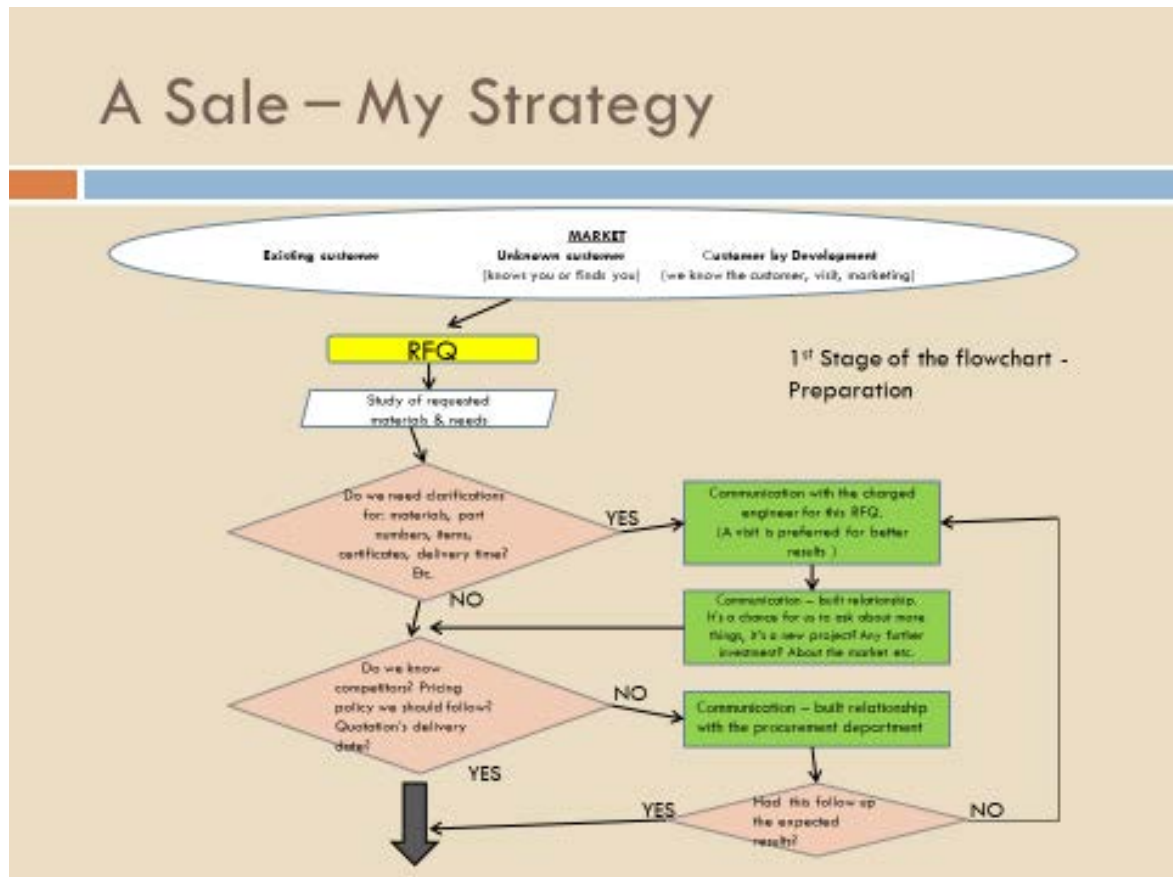 A Sale – My Strategy
MARKET
Existing customer
Unknown customer
(knows you or finds you)
Customer by Development
(we know the customer, visit, marketing)
RFQ
1st Stage of the flowchart -
Preparation
Study of requested
materials & needs
Do we need clarifications
for: materials, part
numbers, items,
certificates, delivery time?
Etc.
YES
Communication with the charged
engineer for this RFQ.
(A visit is preferred for better
results )
NO
Communication – built relationship.
It's a chance for us to ask about more
things, it's a new project? Any further
investment? About the market etc.
Do we know
competitors? Pricing
policy we should follow?
Quotation's delivery
date?
NO
Communication – built relationship
with the procurement department
YES
YES
Had this follow up
the expected
results?
NO